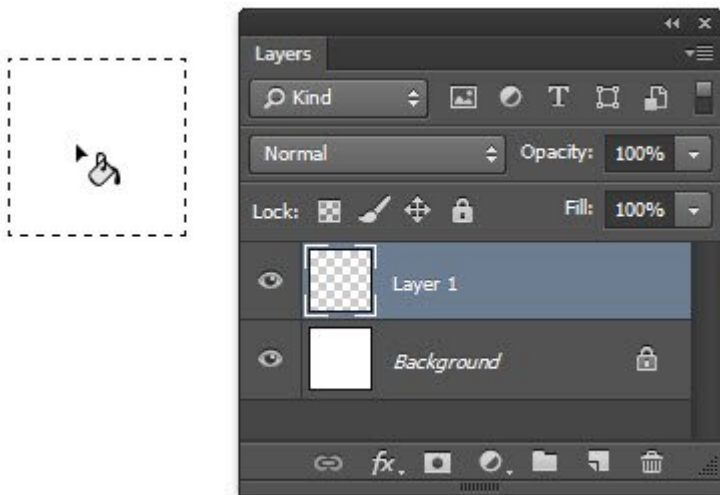 Layers
Kind
T
Normal
Opacity: 100%
Lock:
Fill: 100%
Layer 1
Background
fx.